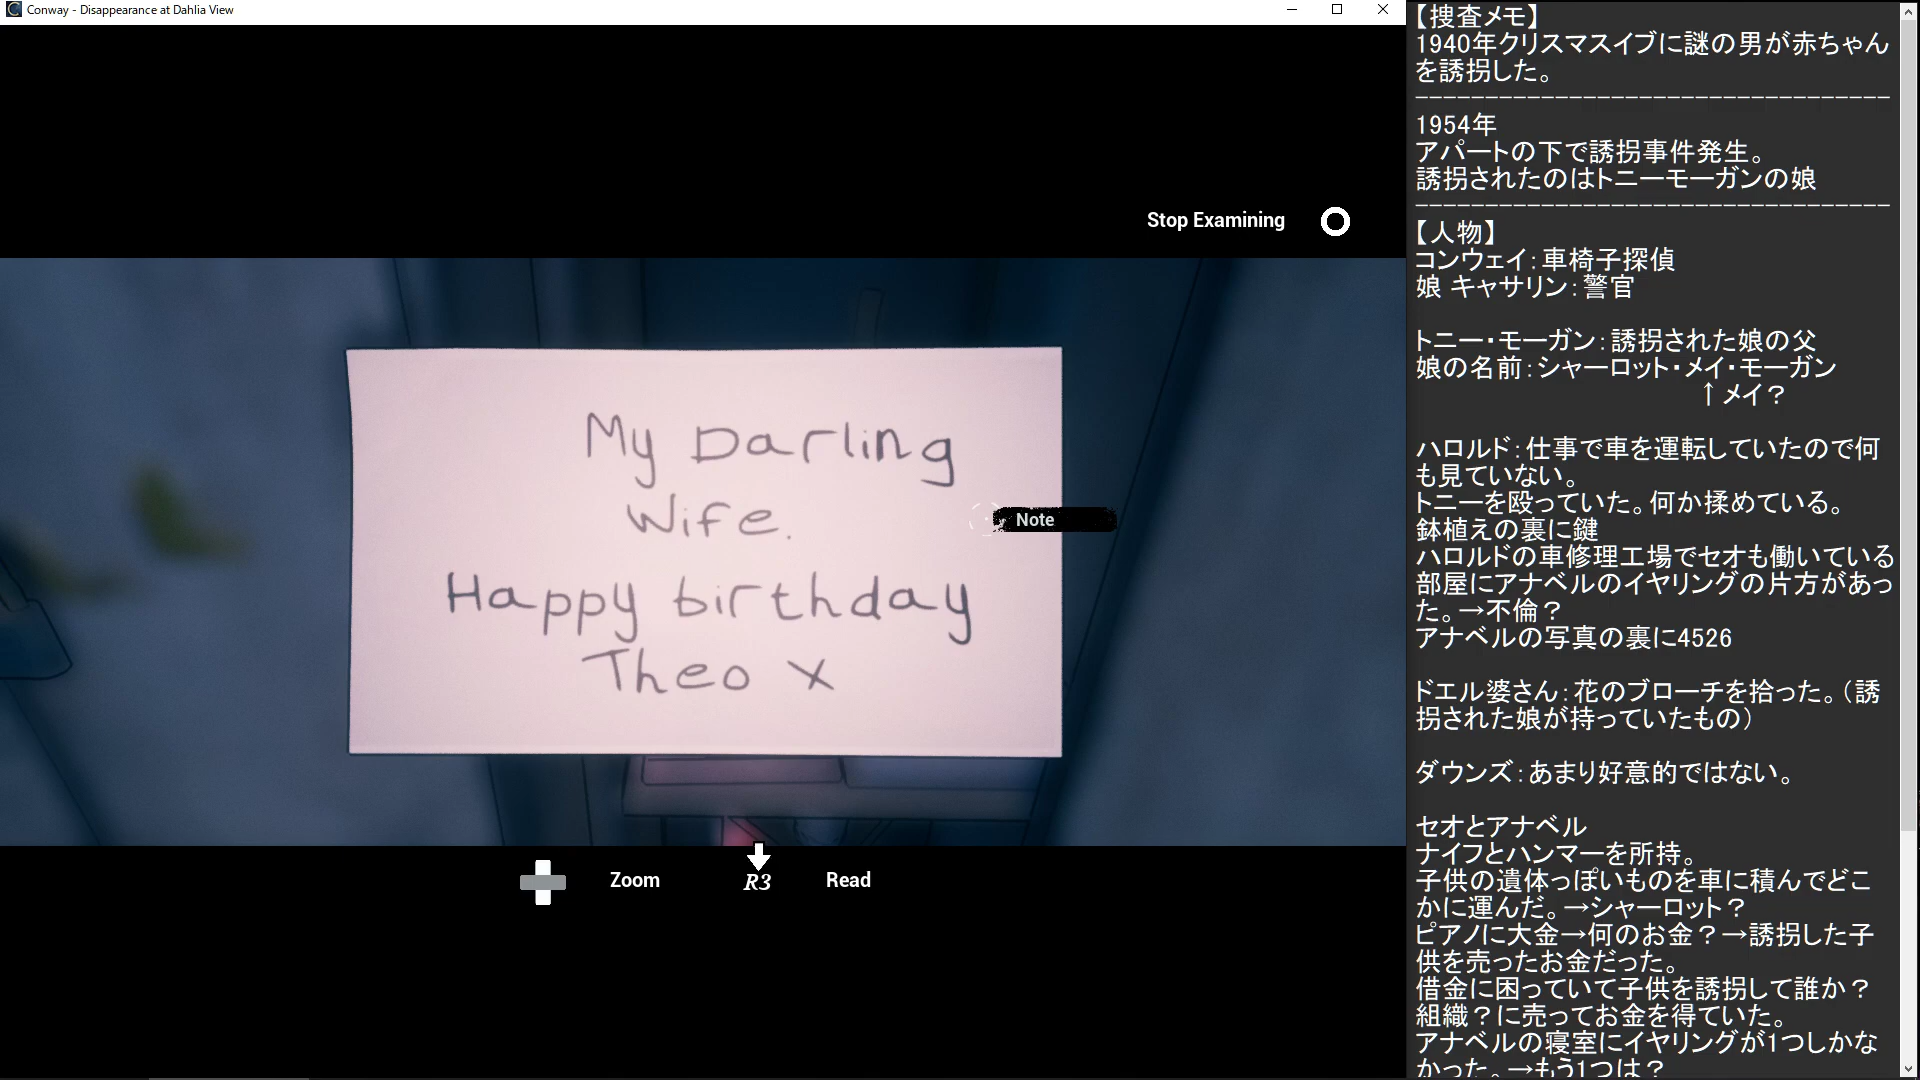 Conway - Disappearance at Dahlia View
Stop Examining
My Darling
Wife.
Happy birthday
Theo x
Note
Zoom
R3
Read
【捜査メモ】
1940年クリスマスイブに謎の男が赤ちゃん
を誘拐した。
----------------------------------
1954年
アパートの下で誘拐事件発生。
誘拐されたのはトニーモーガンの娘
----------------------------------
【人物】
コンウェイ：車椅子探偵
娘 キャサリン：警官
トニー・モーガン：誘拐された娘の父
娘の名前：シャーロット・メイ・モーガン
↑メイ？
ハロルド：仕事で車を運転していたので何
も見ていない。
トニーを殴っていた。何か揉めている。
鉢植えの裏に鍵
ハロルドの車修理工場でセオも働いている
部屋にアナベルのイヤリングの片方があっ
た。→不倫？
アナベルの写真の裏に4526
ドエル婆さん：花のブローチを拾った。（誘
拐された娘が持っていたもの）
ダウンズ：あまり好意的ではない。
セオとアナベル
ナイフとハンマーを所持。
子供の遺体っぽいものを車に積んでどこ
かに運んだ。→シャーロット？
ピアノに大金→何のお金？→誘拐した子
供を売ったお金だった。
借金に困っていて子供を誘拐して誰か？
組織？に売ってお金を得ていた。
アナベルの寝室にイヤリングが1つしかな
かった。→もう1つは？